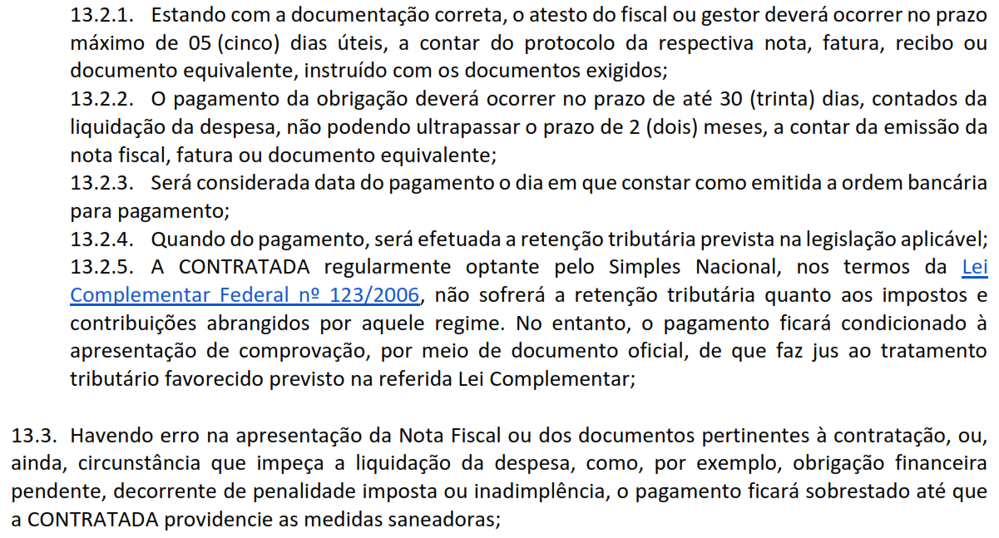 13.2.1. Estando com a documentação correta, o atesto do fiscal ou gestor deverá ocorrer no prazo
máximo de 05 (cinco) dias úteis, a contar do protocolo da respectiva nota, fatura, recibo ou
documento equivalente, instruído com os documentos exigidos;
13.2.2. O pagamento da obrigação deverá ocorrer no prazo de até 30 (trinta) dias, contados da
liquidação da despesa, não podendo ultrapassar o prazo de 2 (dois) meses, a contar da emissão da
nota fiscal, fatura ou documento equivalente;
13.2.3. Será considerada data do pagamento o dia em que constar como emitida a ordem bancária
para pagamento;
13.2.4. Quando do pagamento, será efetuada a retenção tributária prevista na legislação aplicável;
13.2.5. A CONTRATADA regularmente optante pelo Simples Nacional, nos termos da Lei
Complementar Federal nº 123/2006, não sofrerá a retenção tributária quanto aos impostos e
contribuições abrangidos por aquele regime. No entanto, o pagamento ficará condicionado à
apresentação de comprovação, por meio de documento oficial, de que faz jus ao tratamento
tributário favorecido previsto na referida Lei Complementar;
13.3. Havendo erro na apresentação da Nota Fiscal ou dos documentos pertinentes à contratação, ou,
ainda, circunstância que impeça a liquidação da despesa, como, por exemplo, obrigação financeira
pendente, decorrente de penalidade imposta ou inadimplência, o pagamento ficará sobrestado até que
a CONTRATADA providencie as medidas saneadoras;